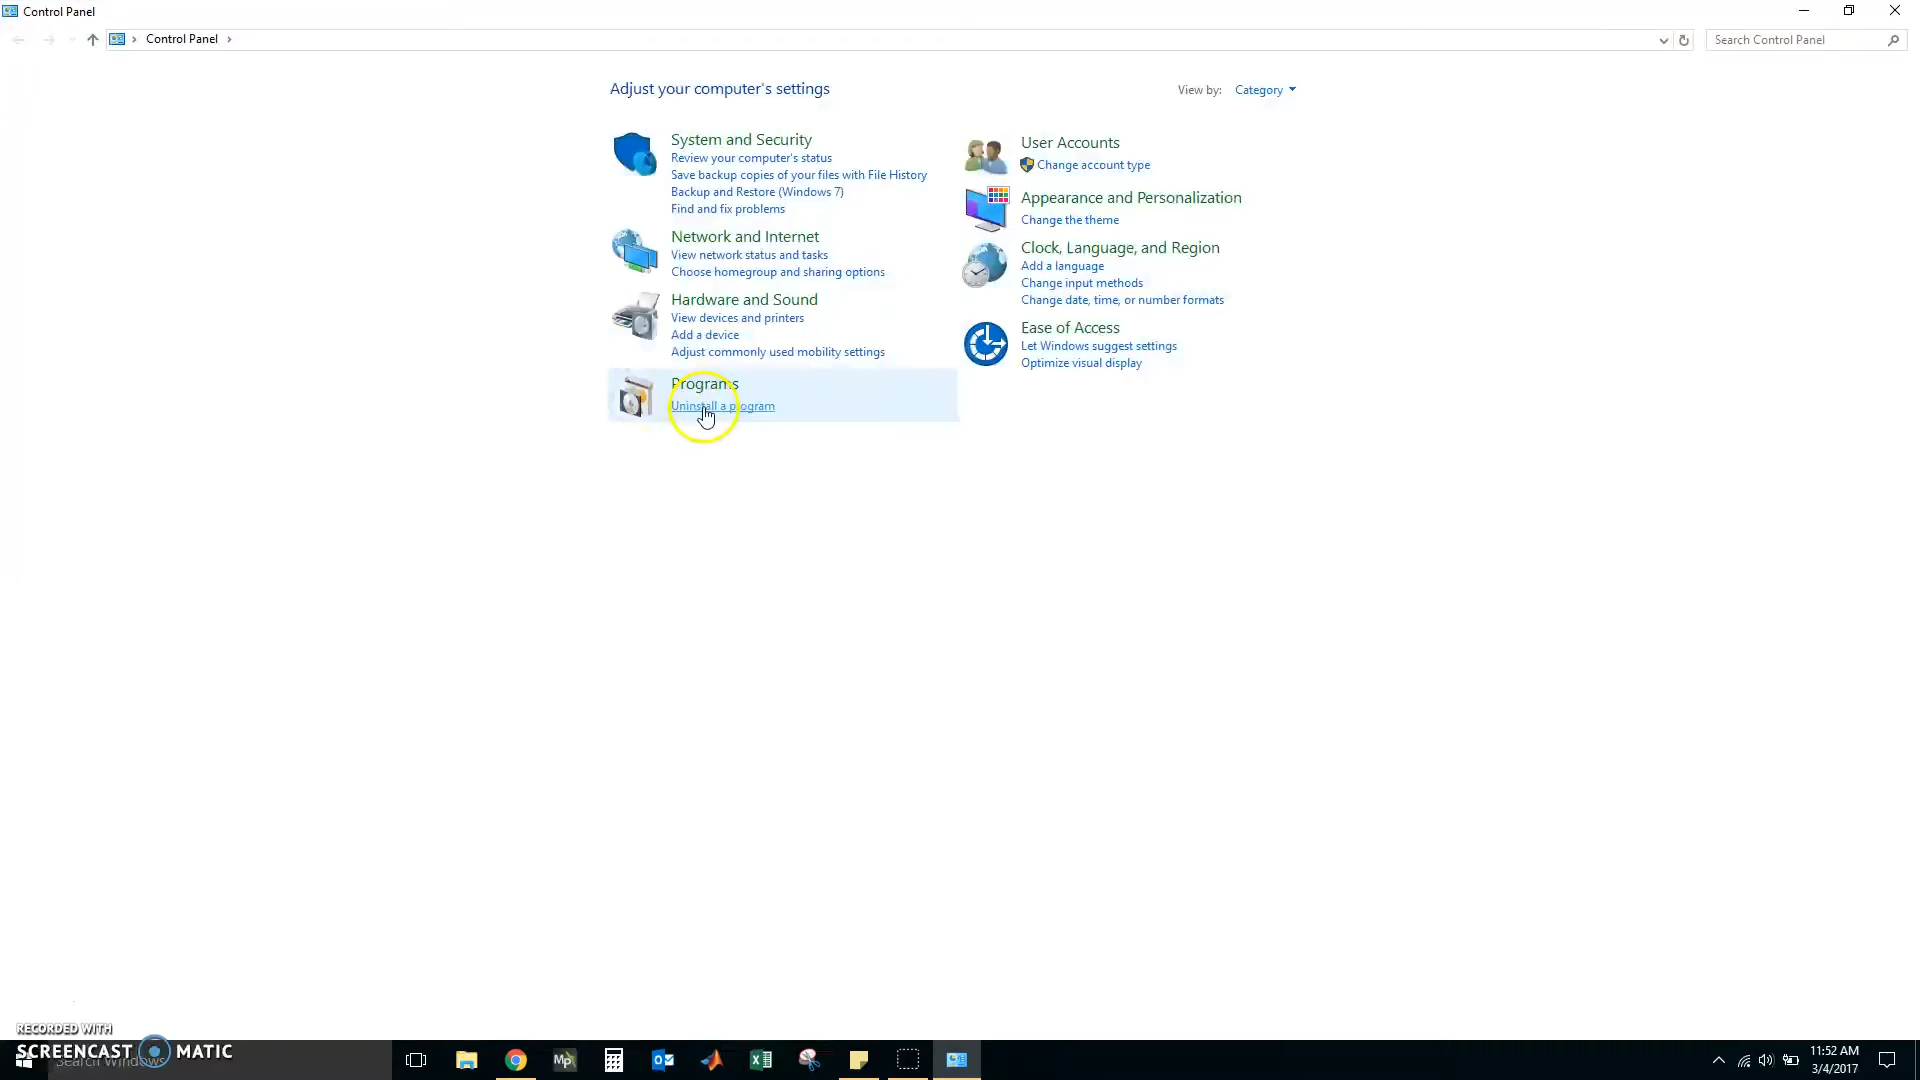 Control Panel
Control Panel
Search Control Panel
Adjust your computer's settings
View by: Category
System and Security
Review your computer's status
Save backup copies of your files with File History
Backup and Restore (Windows 7)
Find and fix problems
Network and Internet
View network status and tasks
Choose homegroup and sharing options
Hardware and Sound
View devices and printers
Add a device
Adjust commonly used mobility settings
Programs
Uninstall a program
User Accounts
Change account type
Appearance and Personalization
Change the theme
Clock, Language, and Region
Add a language
Change input methods
Change date, time, or number formats
Ease of Access
Let Windows suggest settings
Optimize visual display
RECORDED WITH
SCREENCAST MATIC
Search Windows
Mp
11:52 AM
3/4/2017